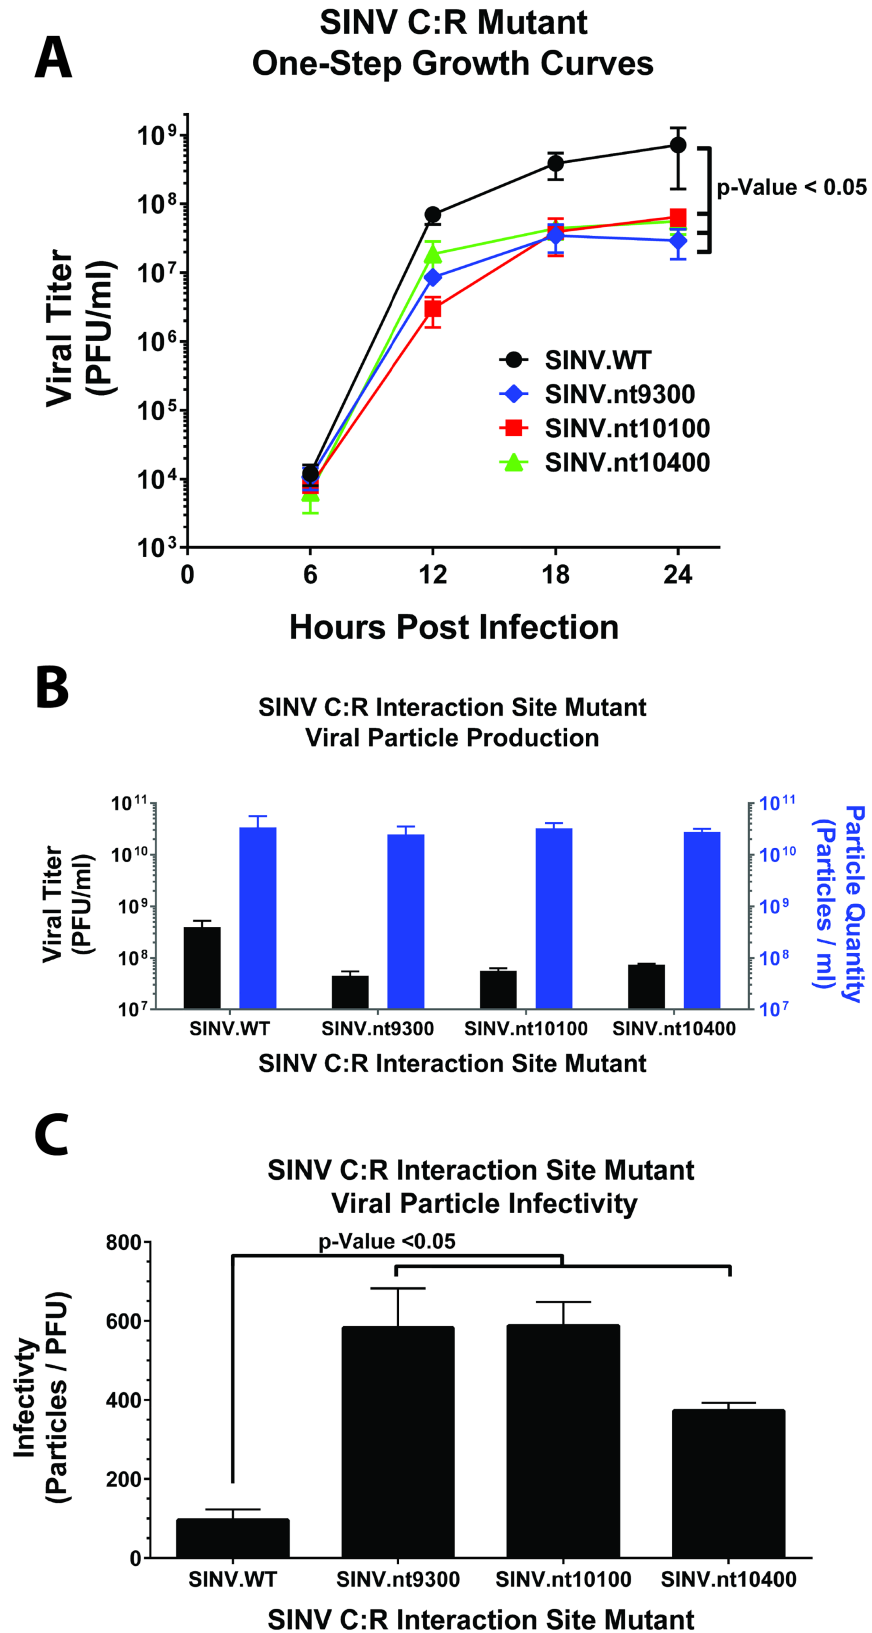 A
SINV C:R Mutant
One-Step Growth Curves
Viral Titer
(PFU/ml)
10⁹
10⁸
10⁷
10⁶
10⁵
10⁴
10³
p-Value < 0.05
SINV.WT
SINV.nt9300
SINV.nt10100
SINV.nt10400
0 6 12 18 24
Hours Post Infection
B
SINV C:R Interaction Site Mutant
Viral Particle Production
Viral Titer
(PFU/ml)
10¹¹
10¹⁰
10⁹
10⁸
10⁷
10¹¹
10¹⁰
10⁹
10⁸
10⁷
Particle Quantity
(Particles / ml)
SINV.WT SINV.nt9300 SINV.nt10100 SINV.nt10400
SINV C:R Interaction Site Mutant
C
SINV C:R Interaction Site Mutant
Viral Particle Infectivity
Infectivty
(Particles / PFU)
800
600
400
200
0
p-Value <0.05
SINV.WT SINV.nt9300 SINV.nt10100 SINV.nt10400
SINV C:R Interaction Site Mutant